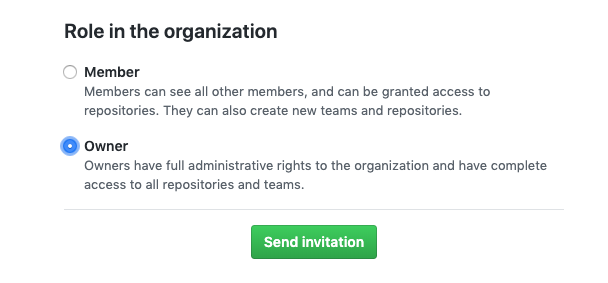 Role in the organization
Member
Members can see all other members, and can be granted access to
repositories. They can also create new teams and repositories.
Owner
Owners have full administrative rights to the organization and have complete
access to all repositories and teams.
Send invitation